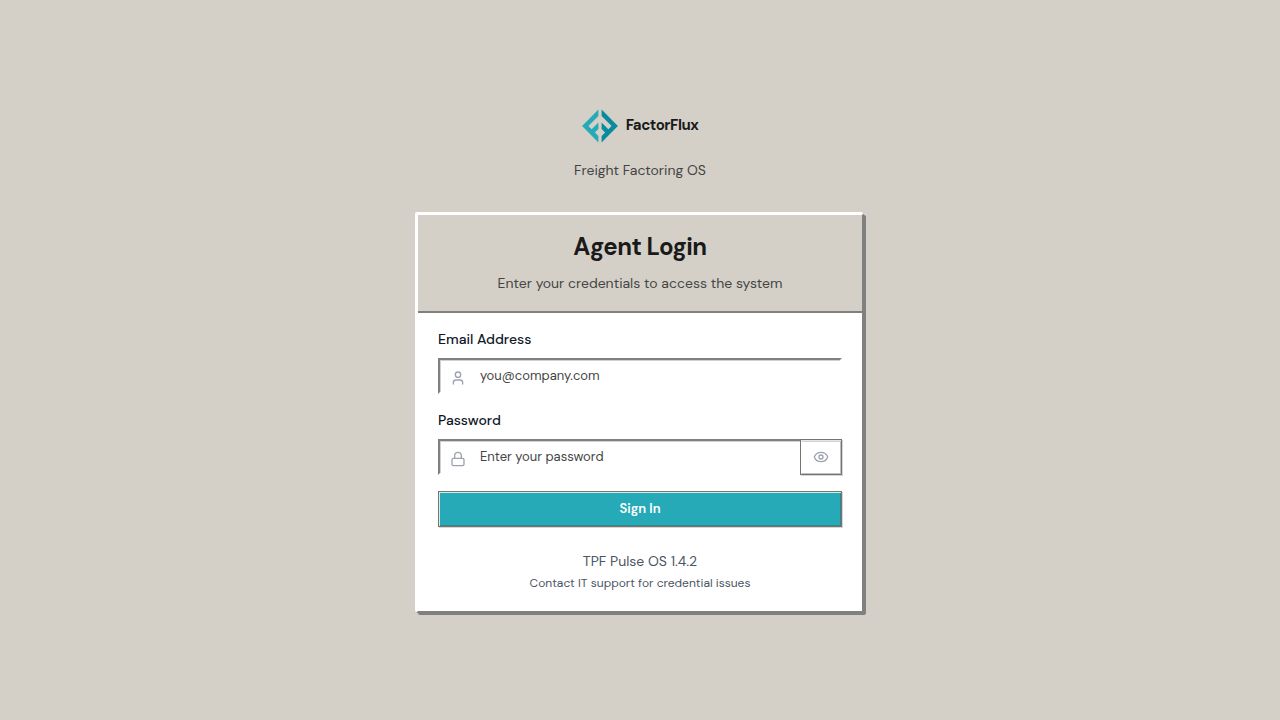 FactorFlux
Freight Factoring OS
Agent Login
Enter your credentials to access the system
Email Address
you@company.com
Password
Enter your password
Sign In
TPF Pulse OS 1.4.2
Contact IT support for credential issues